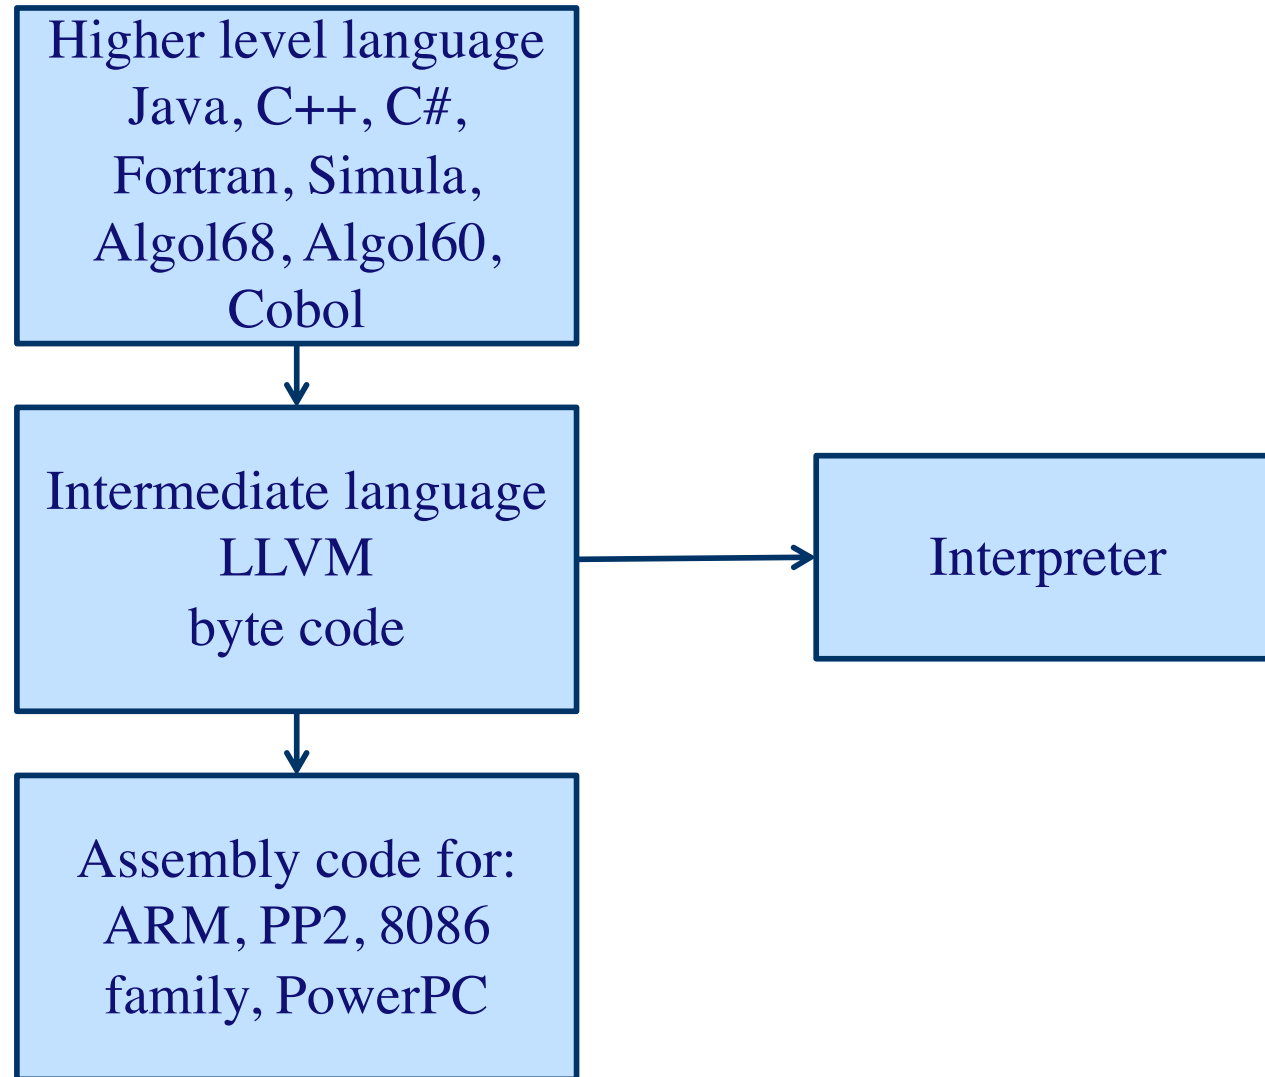 Higher level language
Java, C++, C#,
Fortran, Simula,
Algol68, Algol60,
Cobol
Intermediate language
LLVM
byte code
Interpreter
Assembly code for:
ARM, PP2, 8086
family, PowerPC